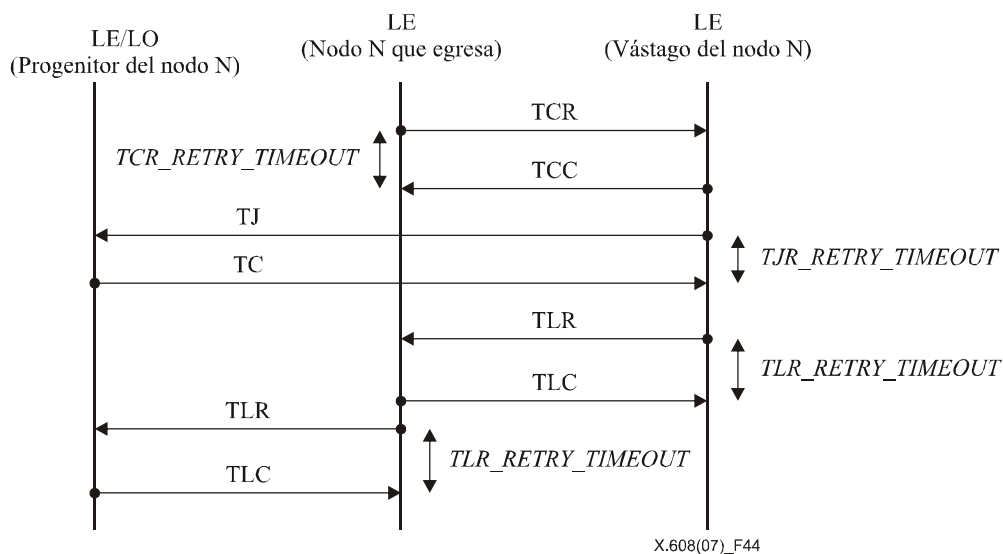 LE/LO
(Progenitor del nodo N)
LE
(Nodo N que egresa)
LE
(Vástago del nodo N)
TCR
TCR_RETRY_TIMEOUT
TCC
TJ
TJR_RETRY_TIMEOUT
TC
TLR
TLR_RETRY_TIMEOUT
TLC
TLR
TLR_RETRY_TIMEOUT
TLC
X.608(07)_F44